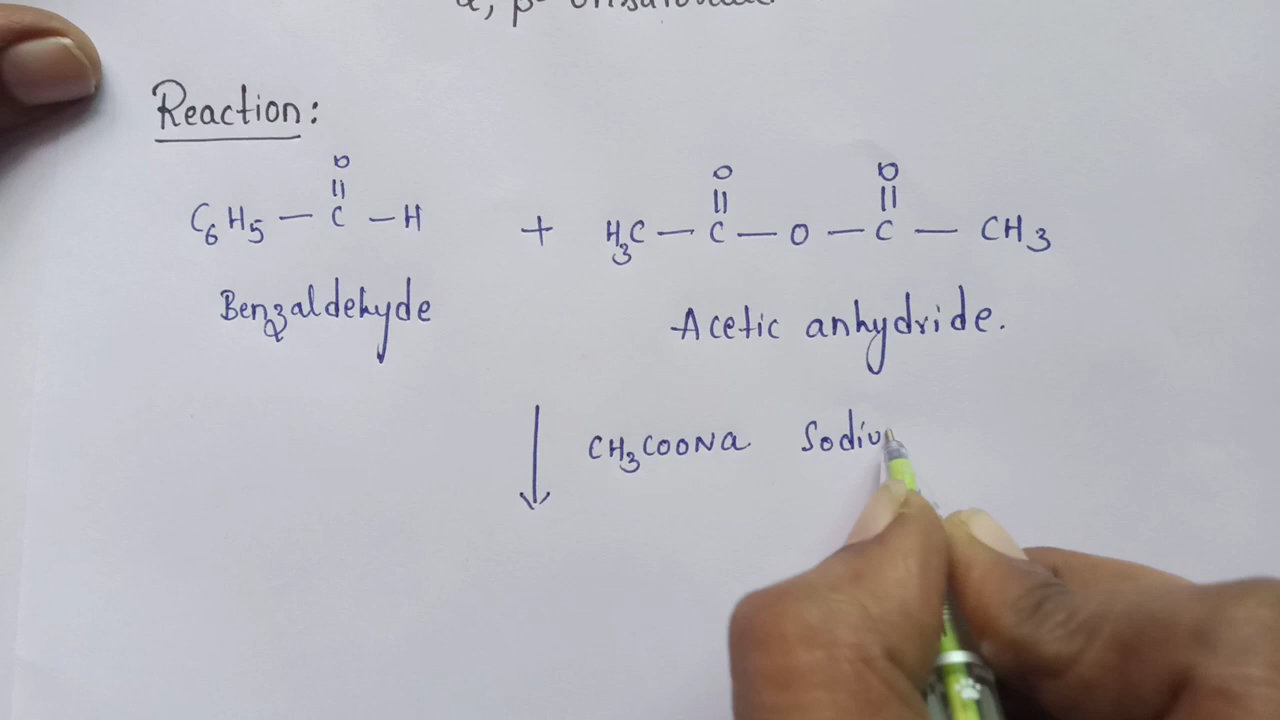 α, β-
Reaction:
O O O
|| || ||
C6H5 — C — H + H3C — C — O — C — CH3
Benzaldehyde Acetic anhydride.
↓ CH3COONa Sodiu